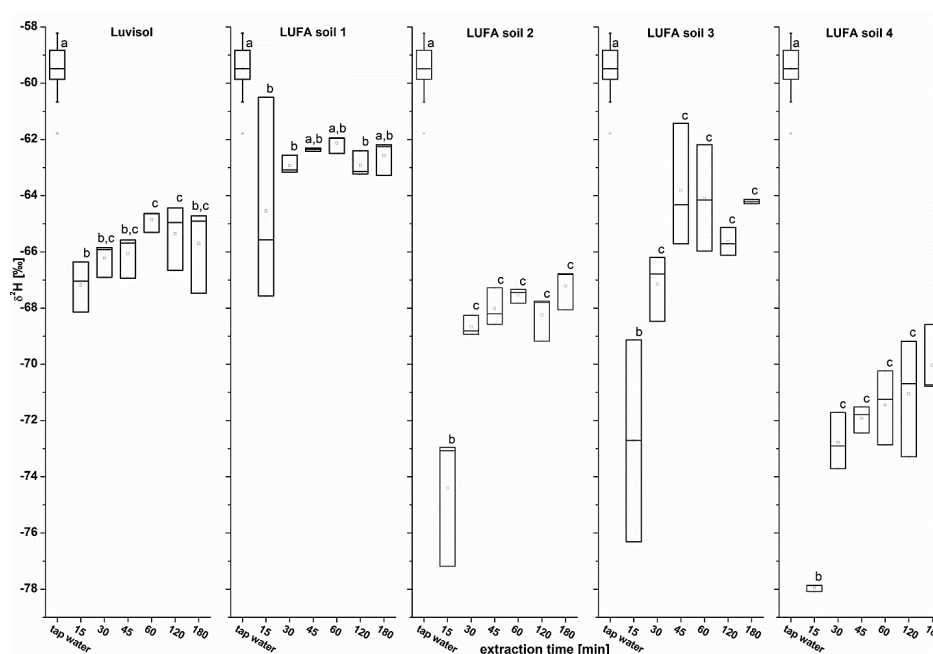 -58
-60
-62
-64
-66
-68
-70
-72
-74
-76
-78
δ²H [‰]
Luvisol
a
b
b,c
b,c
c
c
b,c
tap water 15 30 45 60 120 180
LUFA soil 1
a
b
b
a,b
a,b
b
a,b
tap water 15 30 45 60 120 180
LUFA soil 2
a
b
c
c
c
c
c
tap water 15 30 45 60 120 180
LUFA soil 3
a
b
c
c
c
c
c
tap water 15 30 45 60 120 180
LUFA soil 4
a
b
c
c
c
c
tap water 15 30 45 60 120
extraction time [min]